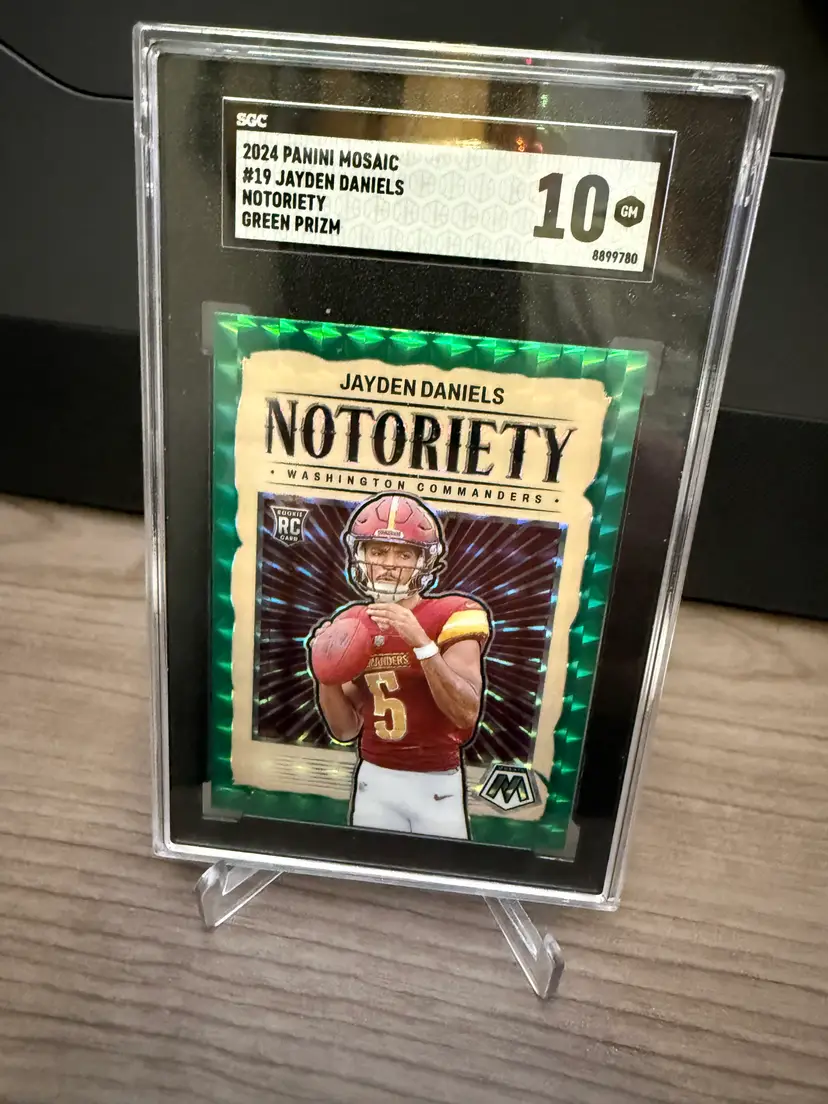 SGC
2024 PANINI MOSAIC
#19 JAYDEN DANIELS
NOTORIETY
GREEN PRIZM
10 GM
8899780
JAYDEN DANIELS
NOTORIETY
• WASHINGTON COMMANDERS •
ROOKIE
RC
CARD
5
M